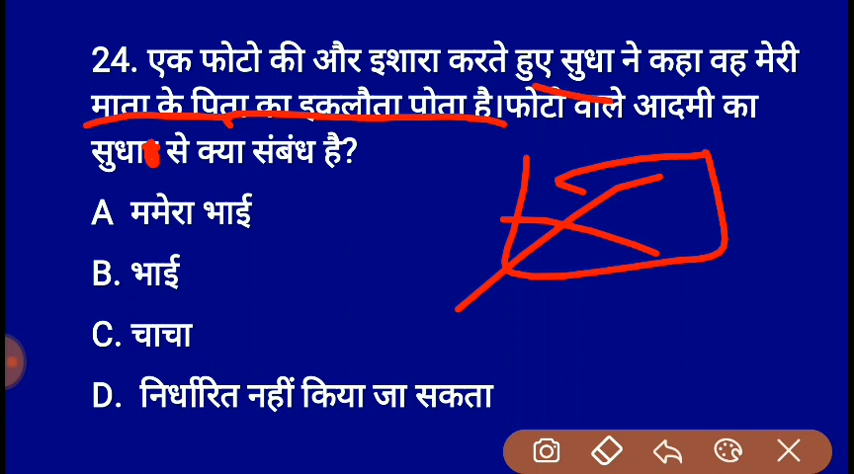 24. एक फोटो की और इशारा करते हुए सुधा ने कहा वह मेरी
माता के पिता का इकलौता पोता है।फोटो वाले आदमी का
सुधा से क्या संबंध है?
A ममेरा भाई
B. भाई
C. चाचा
D. निर्धारित नहीं किया जा सकता